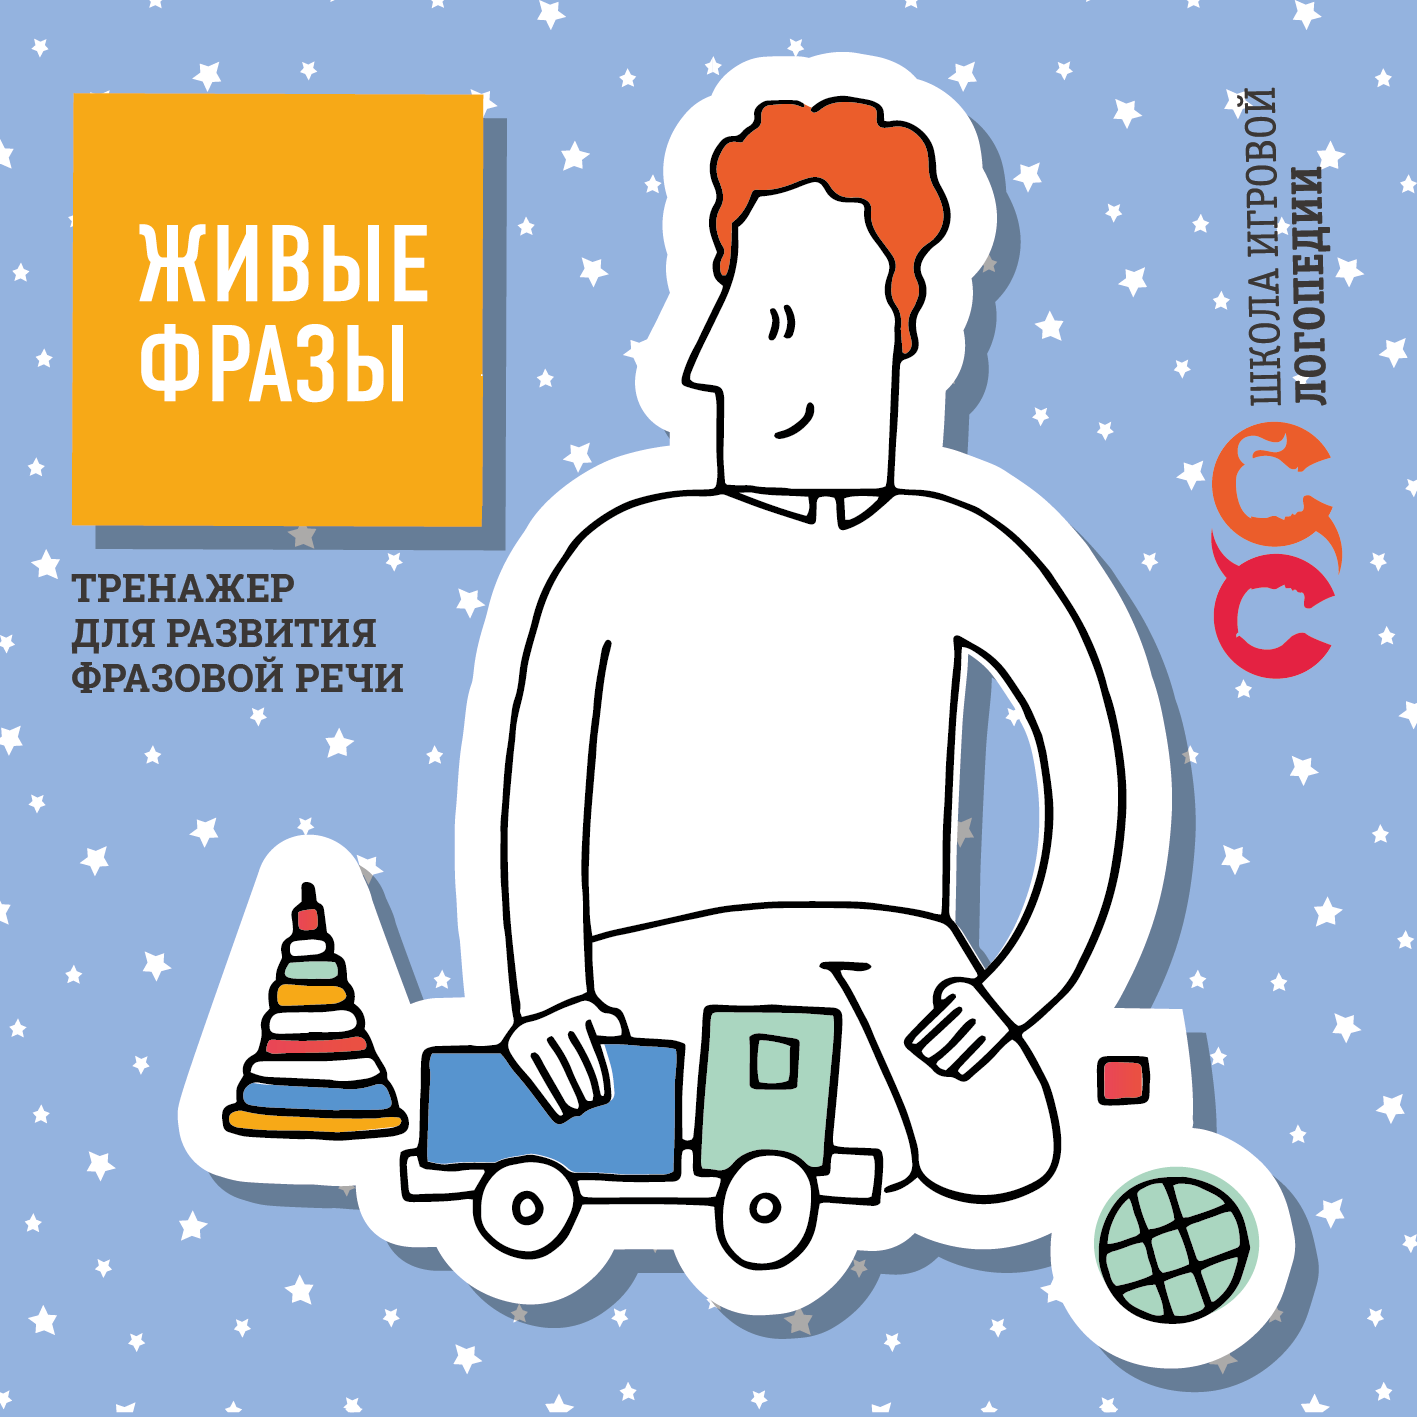 ЖИВЫЕ
ФРАЗЫ
ТРЕНАЖЕР
ДЛЯ РАЗВИТИЯ
ФРАЗОВОЙ РЕЧИ
ШКОЛА ИГРОВОЙ
ЛОГОПЕДИИ